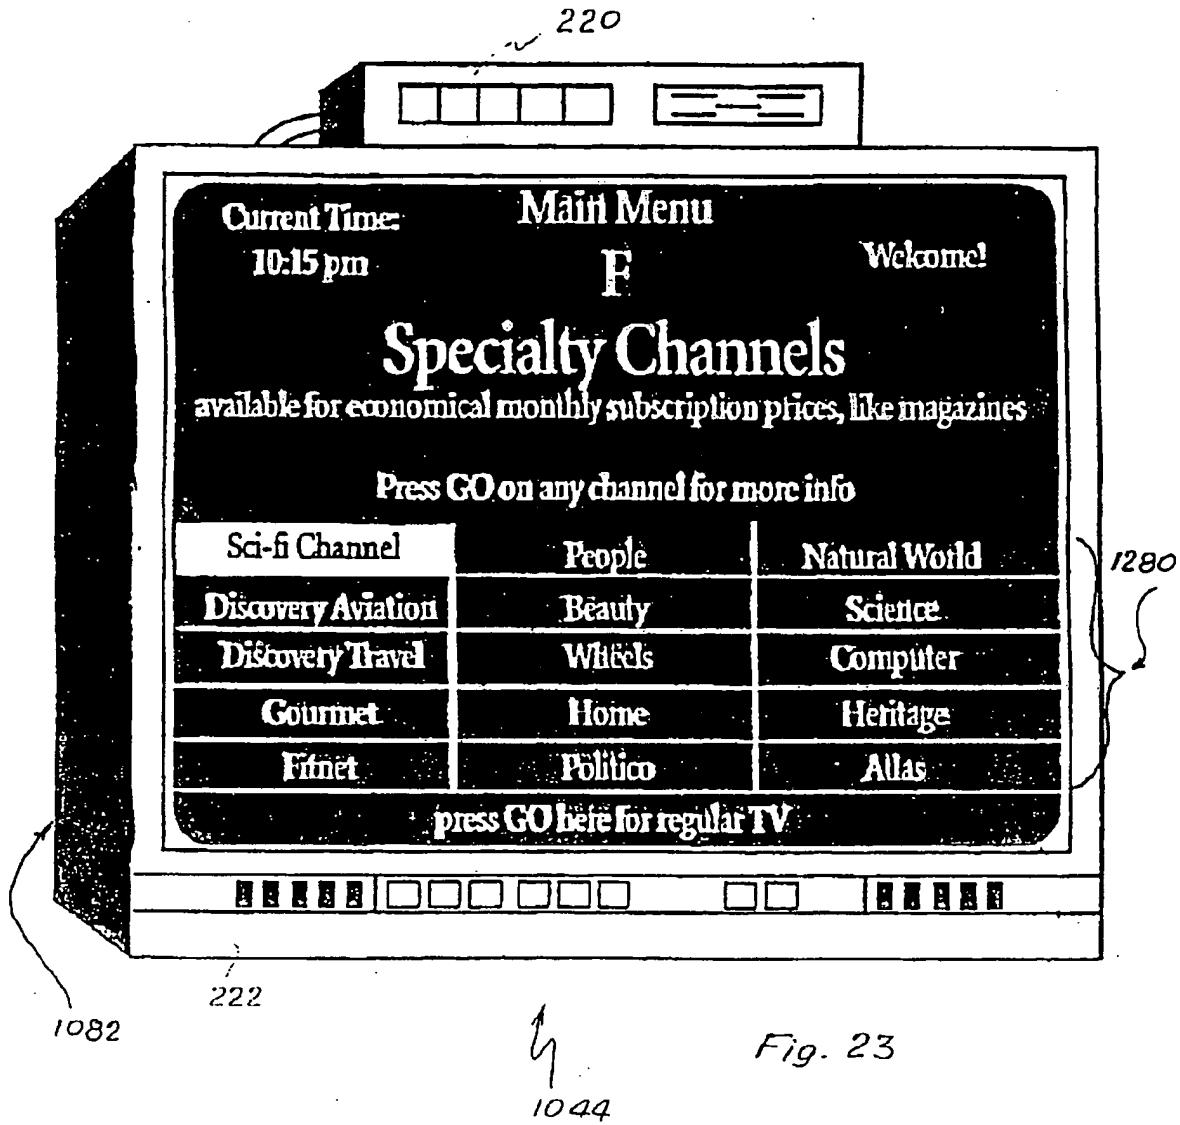 220
Main Menu
Current Time:
10:15 pm
F
Welcome!
Specialty Channels
available for economical monthly subscription prices, like magazines
Press GO on any channel for more info
Sci-fi Channel People Natural World
1280
Discovery Aviation Beauty Science
Discovery Travel Wheels Computer
Gourmet Home Heritage
Fitnet Politico Atlas
press GO here for regular TV
222
1082
Fig. 23
1044